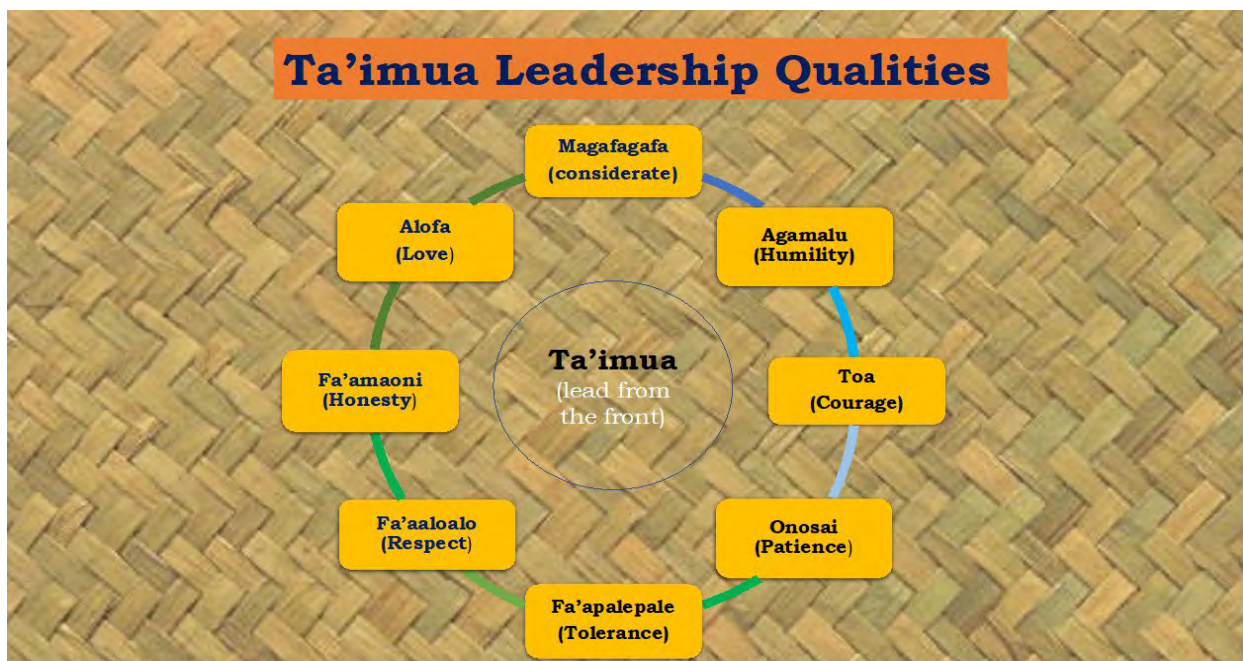 Ta'imua Leadership Qualities
Magafagafa
(considerate)
Agamalu
(Humility)
Toa
(Courage)
Onosai
(Patience)
Fa'apalepale
(Tolerance)
Fa'aaloalo
(Respect)
Fa'amaoni
(Honesty)
Alofa
(Love)
Ta'imua
(lead from
the front)